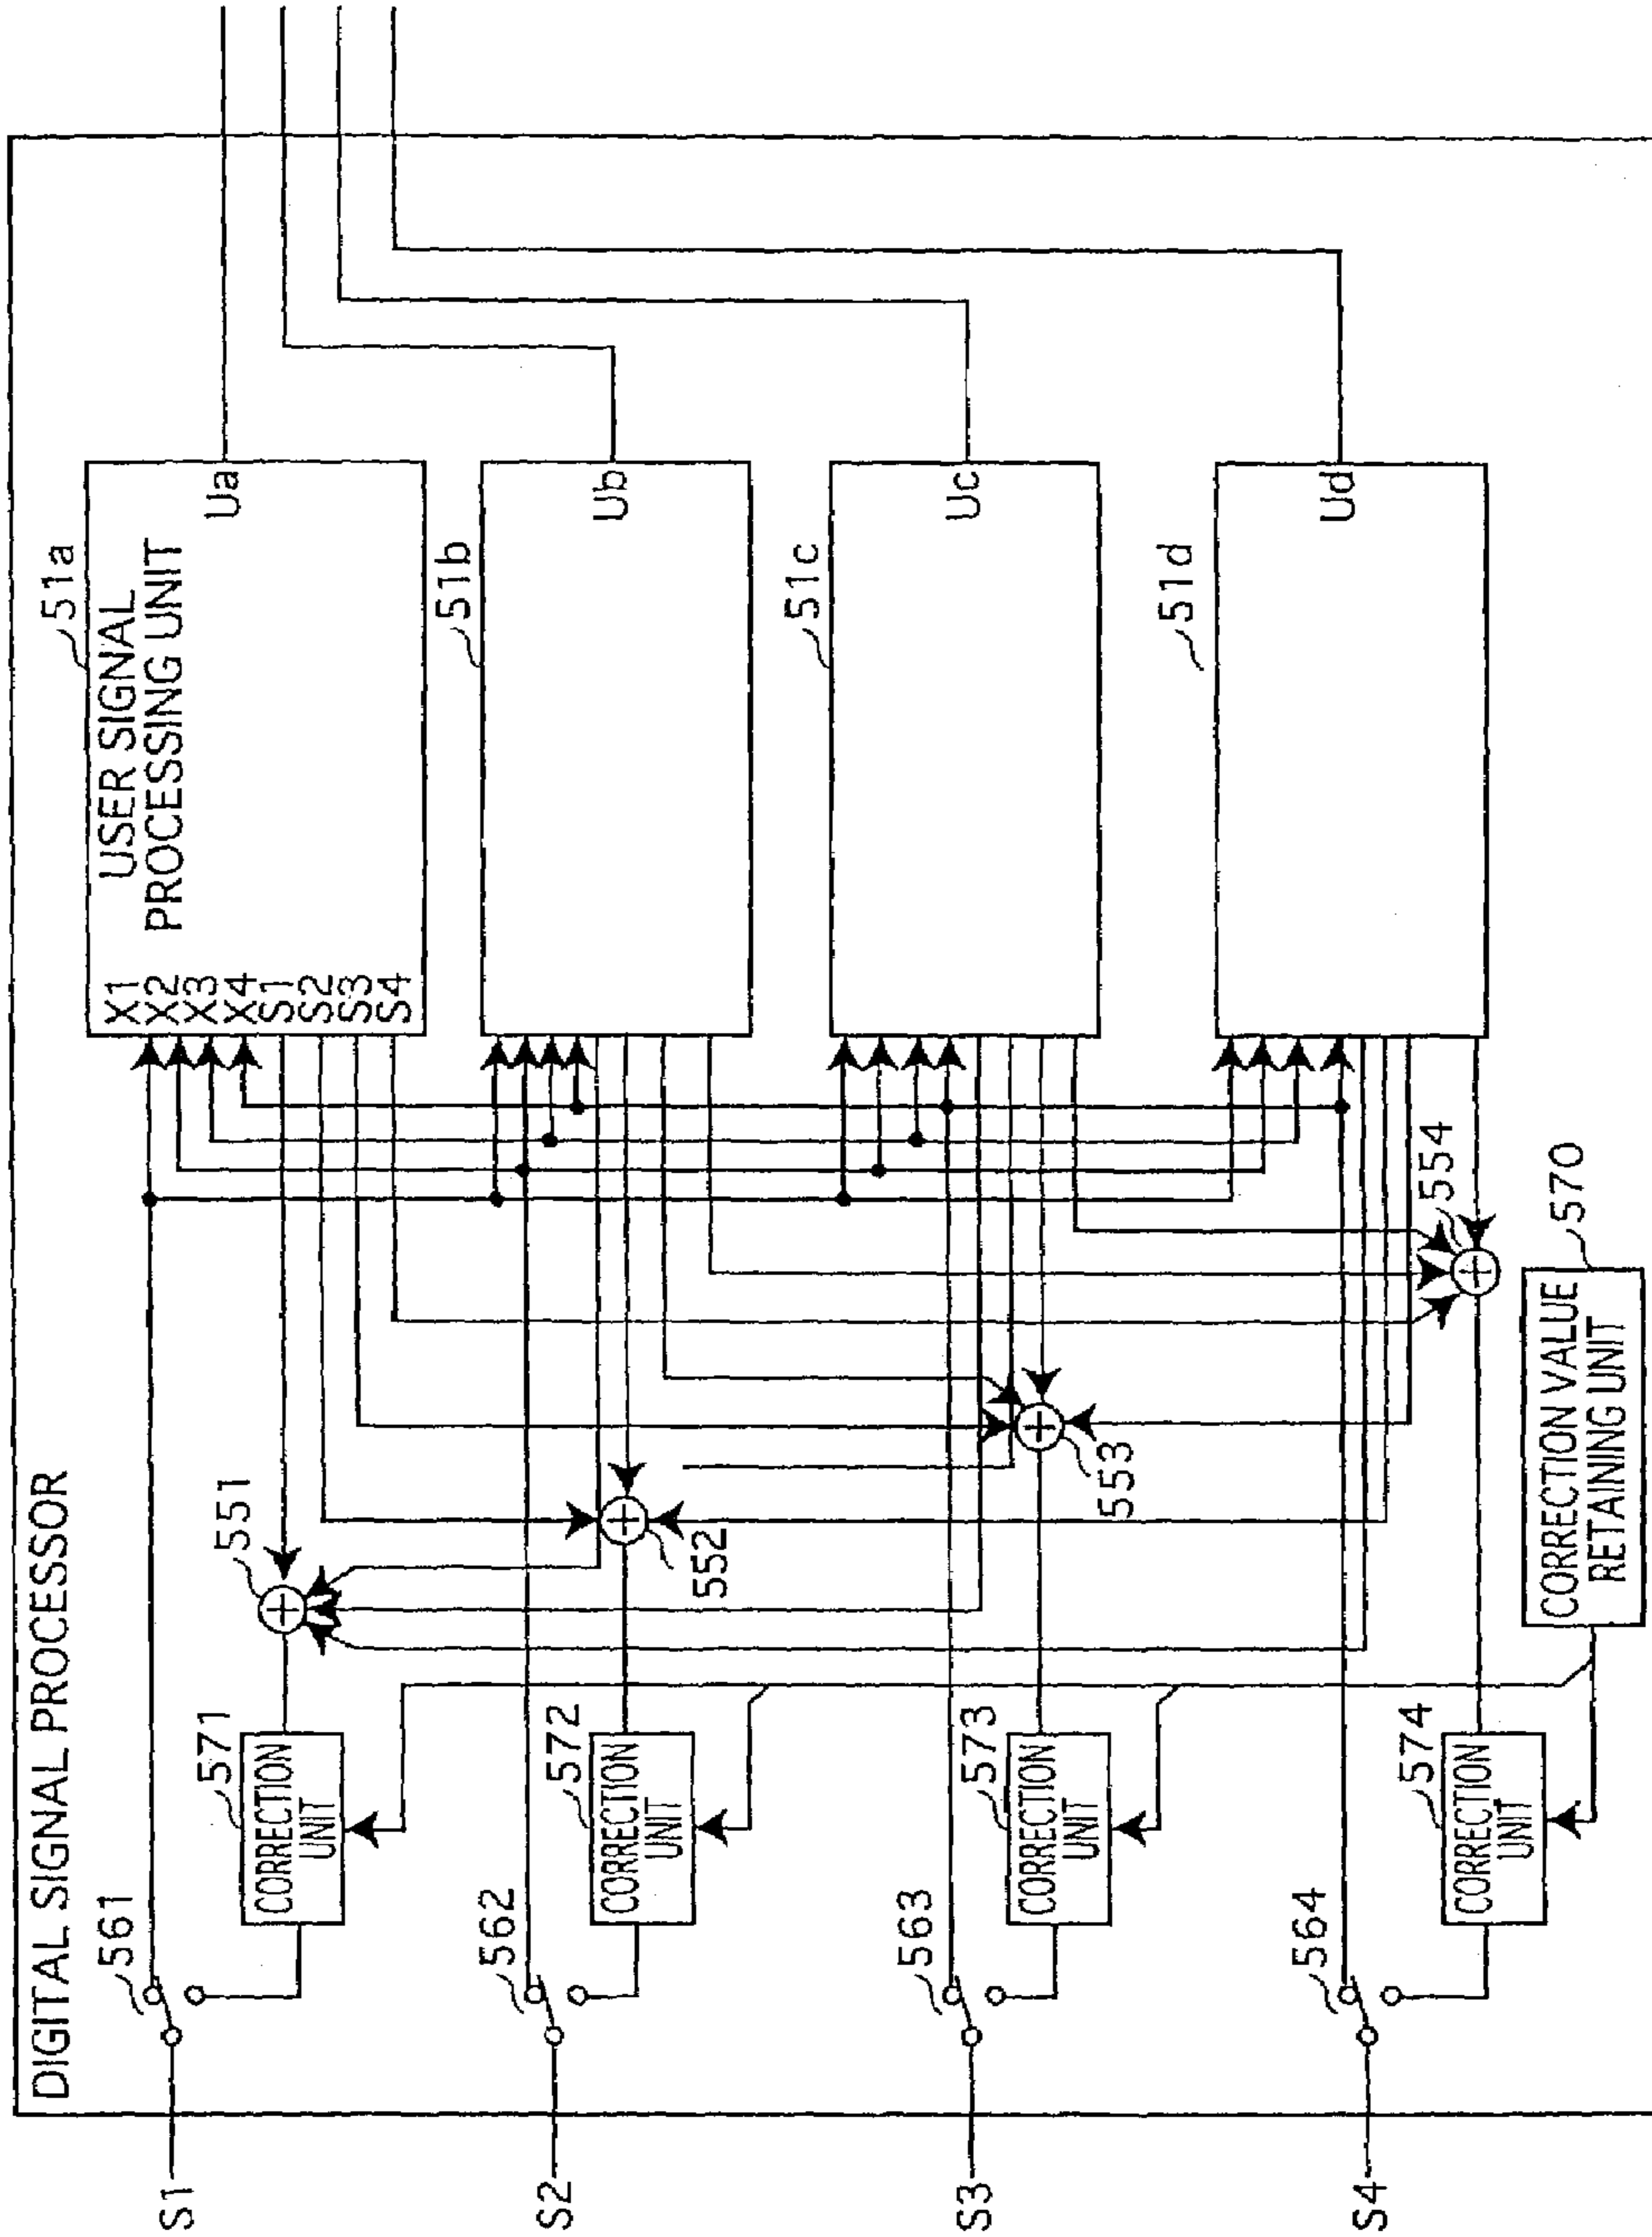 DIGITAL SIGNAL PROCESSOR
S1
561
571
CORRECTION
UNIT
551
51a
USER SIGNAL
PROCESSING UNIT
X1
X2
X3
X4
S1
S2
S3
S4
Ua
S2
562
572
CORRECTION
UNIT
552
51b
Ub
S3
563
573
CORRECTION
UNIT
553
51c
Uc
S4
564
574
CORRECTION
UNIT
554
51d
Ud
570
CORRECTION VALUE
RETAINING UNIT